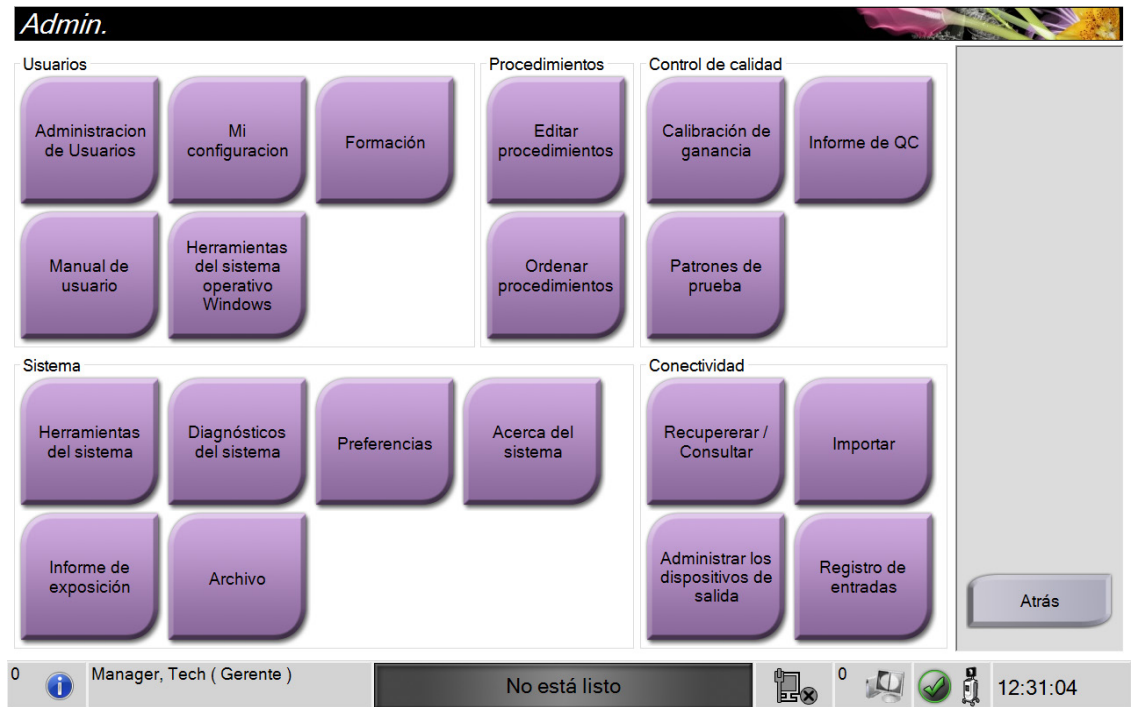 Admin.
Usuarios
Administracion
de Usuarios
Mi
configuracion
Formación
Manual de
usuario
Herramientas
del sistema
operativo
Windows
Procedimientos
Editar
procedimientos
Ordenar
procedimientos
Control de calidad
Calibración de
ganancia
Informe de QC
Patrones de
prueba
Sistema
Herramientas
del sistema
Diagnósticos
del sistema
Preferencias
Acerca del
sistema
Informe de
exposición
Archivo
Conectividad
Recupererar /
Consultar
Importar
Administrar los
dispositivos de
salida
Registro de
entradas
Atrás
0
Manager, Tech ( Gerente )
No está listo
0
12:31:04